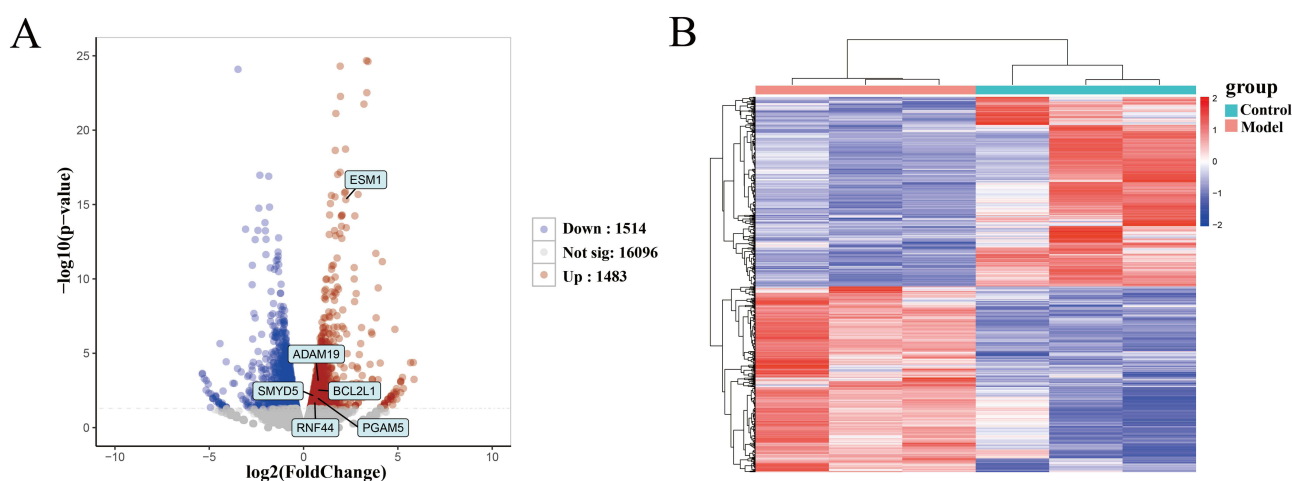 A
−log10(p−value)
25
20
15
10
5
0
−10
−5
0
5
10
log2(FoldChange)
ESM1
ADAM19
SMYD5
BCL2L1
RNF44
PGAM5
Down : 1514
Not sig: 16096
Up : 1483
B
2
1
0
−1
−2
group
Control
Model